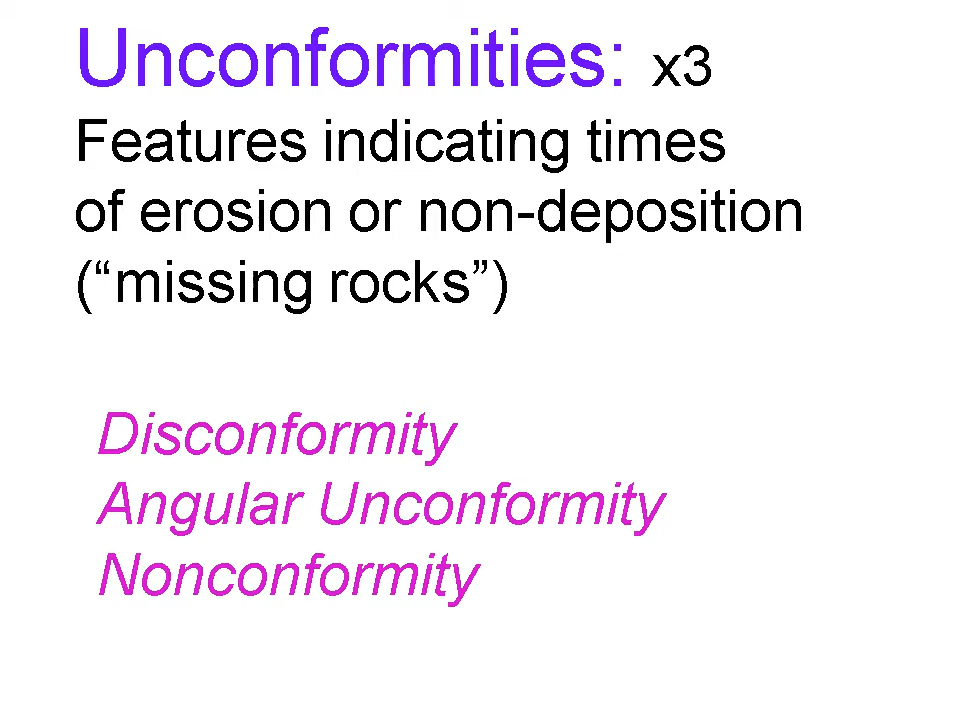 Unconformities: x3
Features indicating times
of erosion or non-deposition
(“missing rocks”)
Disconformity
Angular Unconformity
Nonconformity